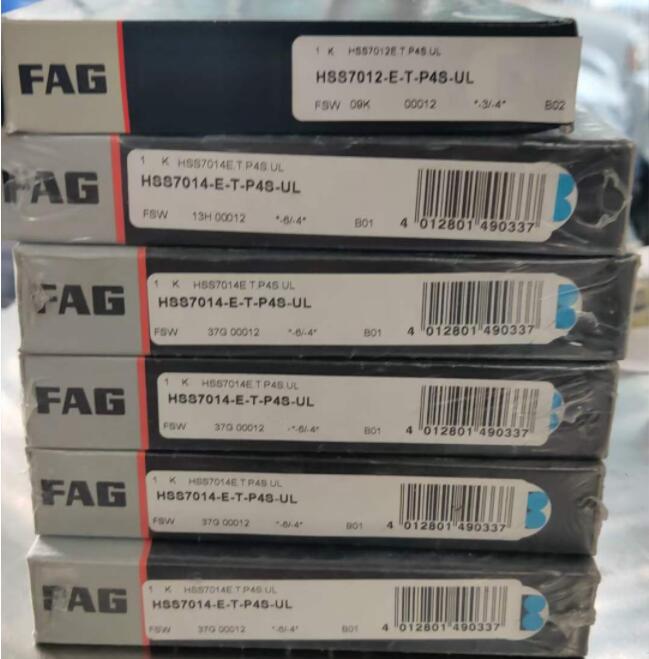 FAG
1 K HSS7012E.T.P4S.UL
HSS7012-E-T-P4S-UL
FSW 09K 00012 *-3/-4* B02
FAG
1 K HSS7014E.T.P4S.UL
HSS7014-E-T-P4S-UL
FSW 13H 00012 *-6/-4* B01
4 012801 490337
FAG
1 K HSS7014E.T.P4S.UL
HSS7014-E-T-P4S-UL
FSW 37G 00012 *-6/-4* B01
4 012801 490337
FAG
1 K HSS7014E.T.P4S.UL
HSS7014-E-T-P4S-UL
FSW 37G 00012 *-6/-4* B01
4 012801 490337
FAG
1 K HSS7014E.T.P4S.UL
HSS7014-E-T-P4S-UL
FSW 37G 00012 *-6/-4* B01
4 012801 490337
FAG
1 K HSS7014E.T.P4S.UL
HSS7014-E-T-P4S-UL
FSW 37G 00012 *-6/-4* B01
4 012801 490337